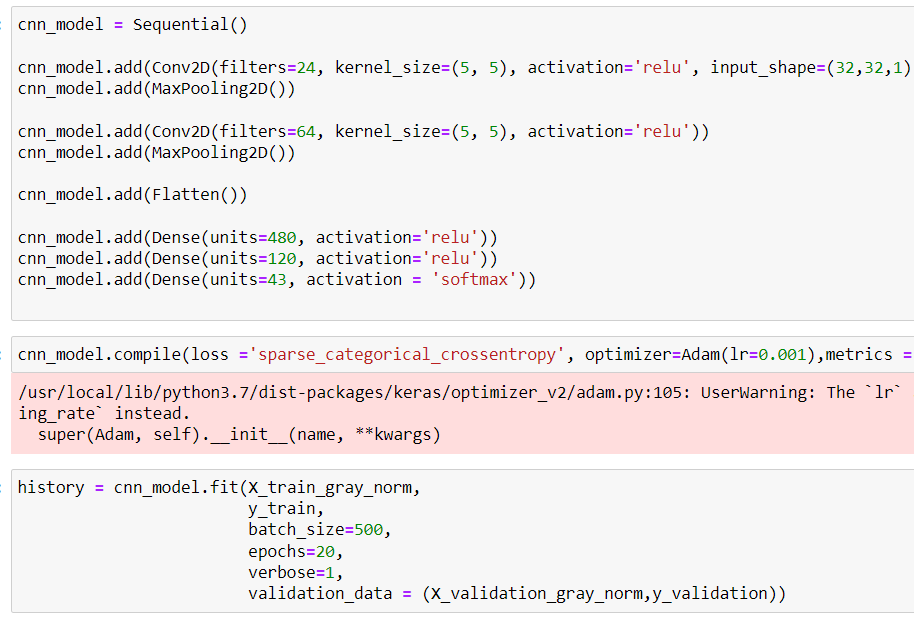 cnn_model = Sequential()
cnn_model.add(Conv2D(filters=24, kernel_size=(5, 5), activation='relu', input_shape=(32,32,1)
cnn_model.add(MaxPooling2D())
cnn_model.add(Conv2D(filters=64, kernel_size=(5, 5), activation='relu'))
cnn_model.add(MaxPooling2D())
cnn_model.add(Flatten())
cnn_model.add(Dense(units=480, activation='relu'))
cnn_model.add(Dense(units=120, activation='relu'))
cnn_model.add(Dense(units=43, activation = 'softmax'))
cnn_model.compile(loss ='sparse_categorical_crossentropy', optimizer=Adam(lr=0.001),metrics =
/usr/local/lib/python3.7/dist-packages/keras/optimizer_v2/adam.py:105: UserWarning: The `lr`
ing_rate` instead.
super(Adam, self).__init__(name, **kwargs)
history = cnn_model.fit(X_train_gray_norm,
y_train,
batch_size=500,
epochs=20,
verbose=1,
validation_data = (X_validation_gray_norm,y_validation))